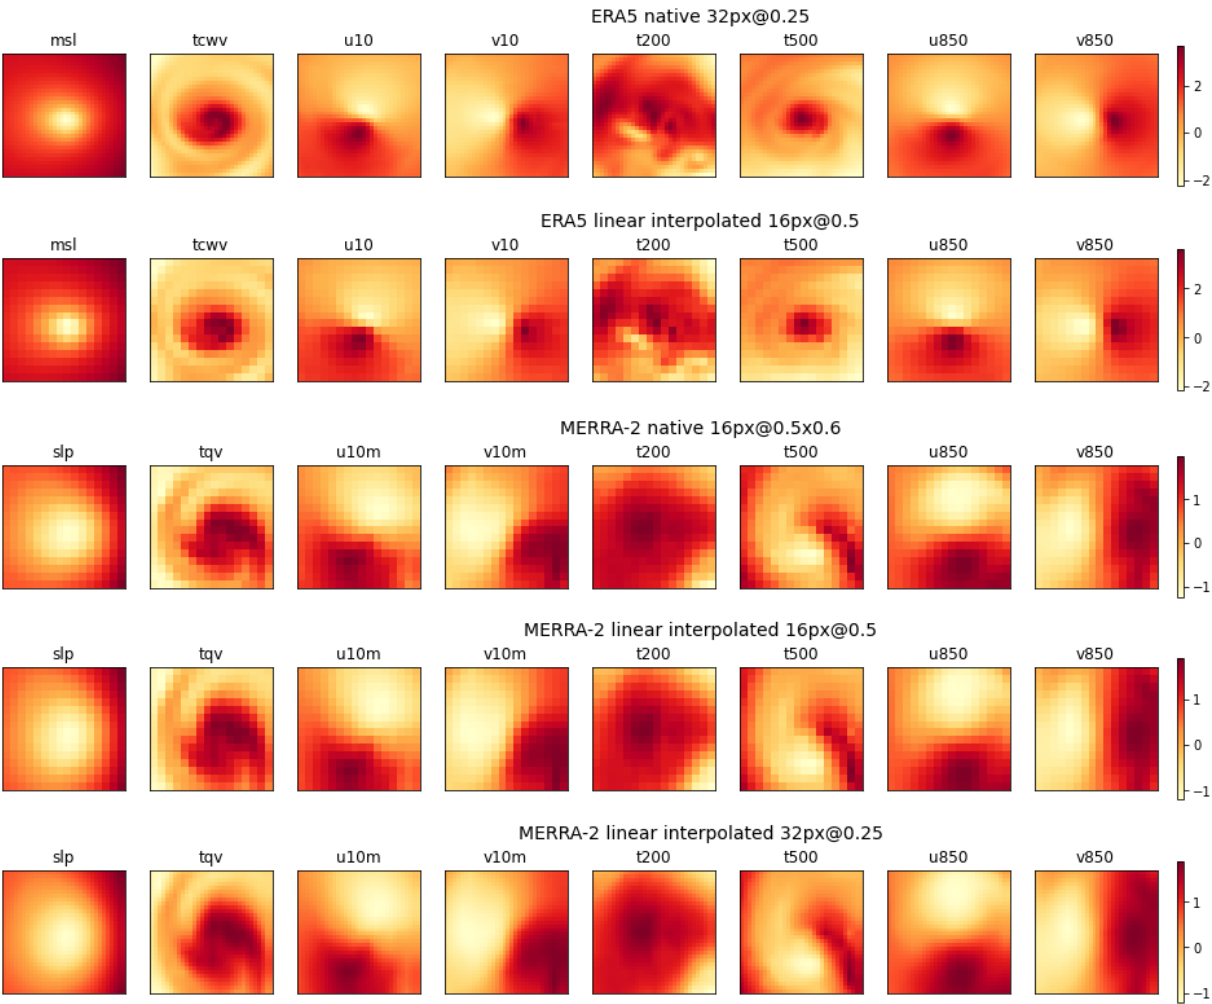 ERA5 native 32px@0.25
msl tcwv u10 v10 t200 t500 u850 v850
2
0
−2
ERA5 linear interpolated 16px@0.5
msl tcwv u10 v10 t200 t500 u850 v850
2
0
−2
MERRA-2 native 16px@0.5x0.6
slp tqv u10m v10m t200 t500 u850 v850
1
0
−1
MERRA-2 linear interpolated 16px@0.5
slp tqv u10m v10m t200 t500 u850 v850
1
0
−1
MERRA-2 linear interpolated 32px@0.25
slp tqv u10m v10m t200 t500 u850 v850
1
0
−1